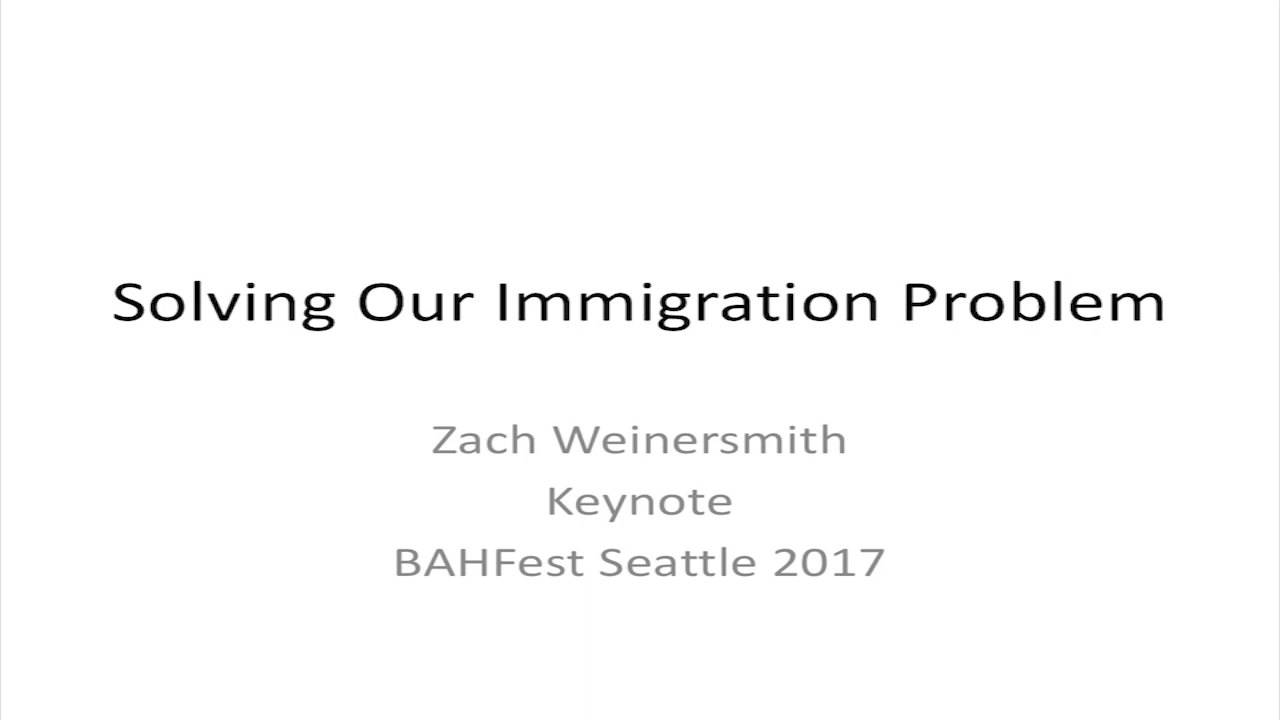 Solving Our Immigration Problem
Zach Weinersmith
Keynote
BAHFest Seattle 2017